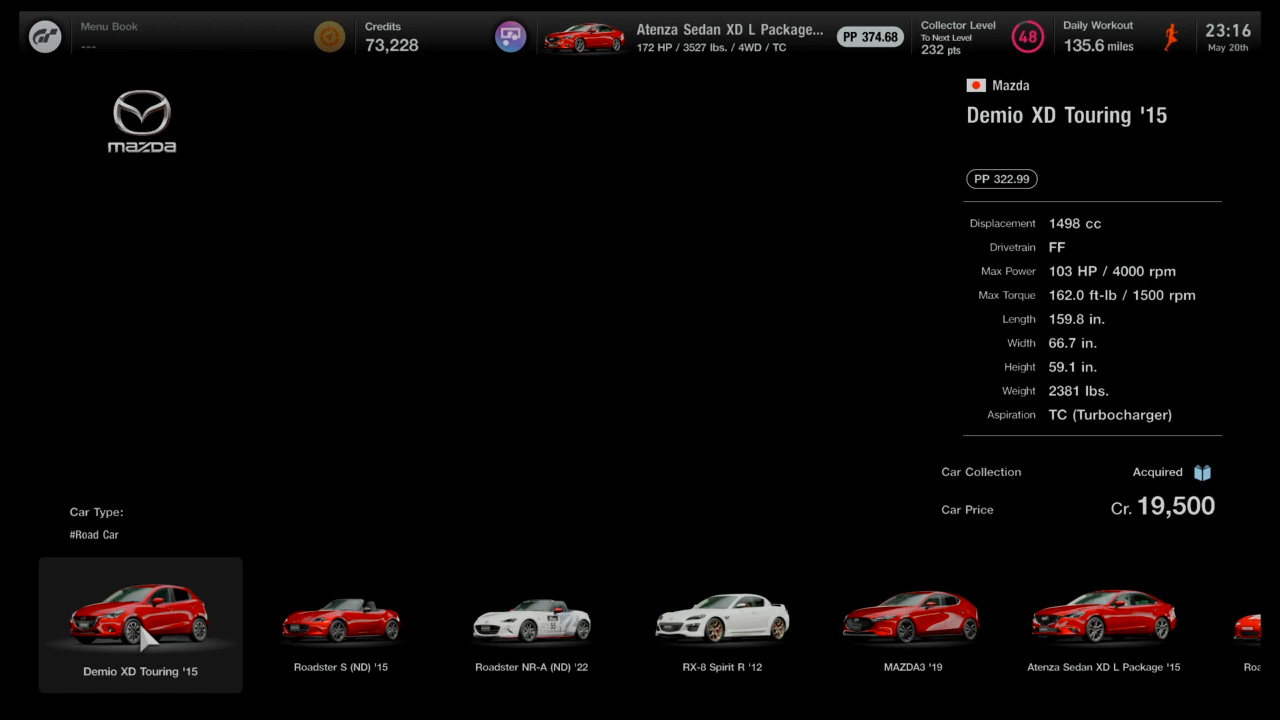 Menu Book
---
Credits
73,228
Atenza Sedan XD L Package...
172 HP / 3527 lbs. / 4WD / TC
PP 374.68
Collector Level
To Next Level
232 pts
48
Daily Workout
135.6 miles
23:16
May 20th
mazDa
Mazda
Demio XD Touring '15
PP 322.99
Displacement 1498 cc
Drivetrain FF
Max Power 103 HP / 4000 rpm
Max Torque 162.0 ft-lb / 1500 rpm
Length 159.8 in.
Width 66.7 in.
Height 59.1 in.
Weight 2381 lbs.
Aspiration TC (Turbocharger)
Car Collection Acquired
Car Price Cr. 19,500
Car Type:
#Road Car
Demio XD Touring '15
Roadster S (ND) '15
Roadster NR-A (ND) '22
RX-8 Spirit R '12
MAZDA3 '19
Atenza Sedan XD L Package '15
Roa